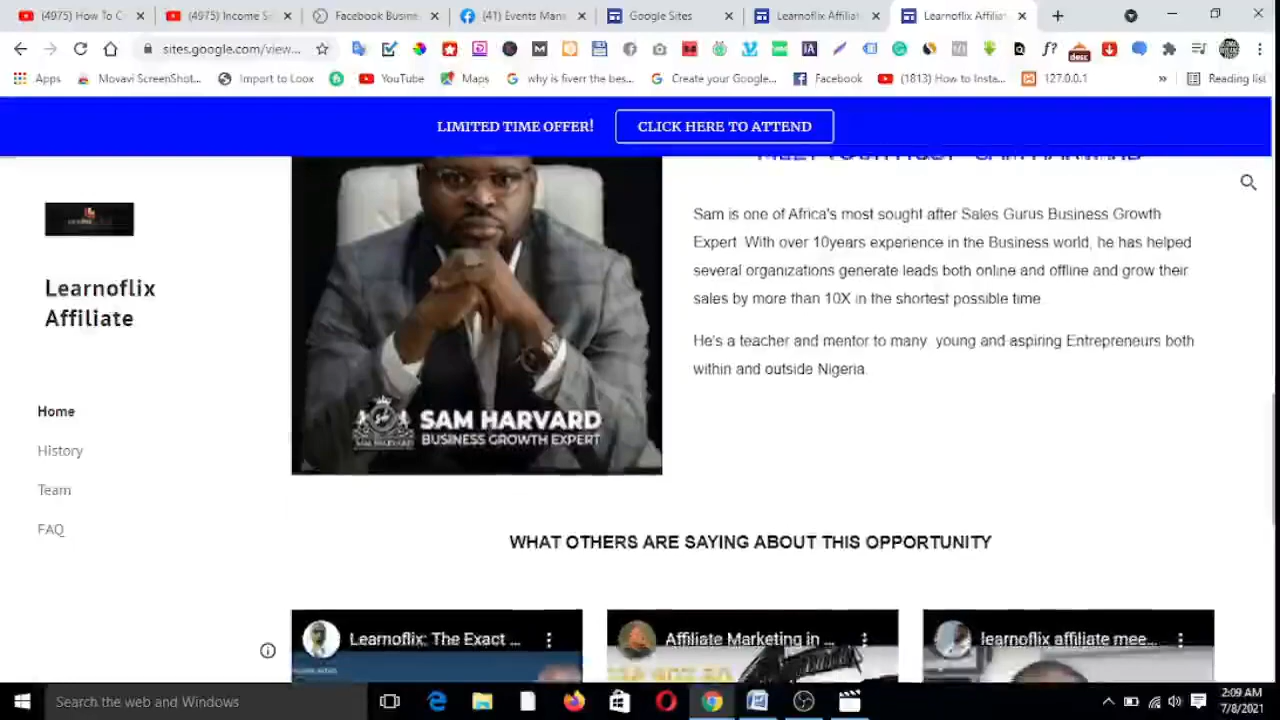 (4975) How To C
(4975) Income S
Facebook Busine
(41) Events Man
Google Sites
Learnoflix Affiliat
Learnoflix Affiliat
sites.google.com/view...
desc
Apps
Movavi ScreenShot...
Import to Loox
YouTube
Maps
why is fiverr the bes...
Create your Google...
Facebook
(1813) How to Insta...
127.0.0.1
»
Reading list
LIMITED TIME OFFER!
CLICK HERE TO ATTEND
Learnoflix
Affiliate
Home
History
Team
FAQ
SAM HARVARD
BUSINESS GROWTH EXPERT
Sam is one of Africa's most sought after Sales Gurus Business Growth
Expert With over 10years experience in the Business world, he has helped
several organizations generate leads both online and offline and grow their
sales by more than 10X in the shortest possible time
He's a teacher and mentor to many young and aspiring Entrepreneurs both
within and outside Nigeria.
WHAT OTHERS ARE SAYING ABOUT THIS OPPORTUNITY
Learnoflix: The Exact ...
Affiliate Marketing in ...
learnoflix affiliate mee...
Search the web and Windows
2:09 AM
7/8/2021